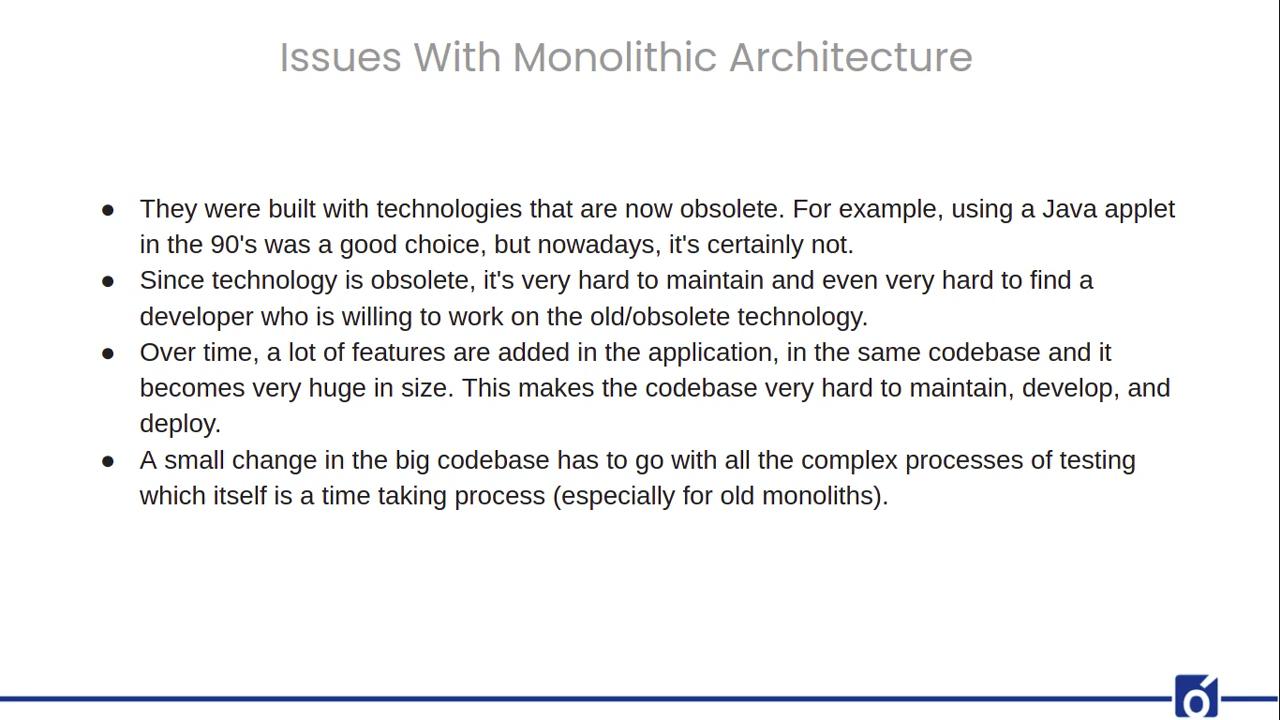 Issues With Monolithic Architecture
● They were built with technologies that are now obsolete. For example, using a Java applet
in the 90's was a good choice, but nowadays, it's certainly not.
● Since technology is obsolete, it's very hard to maintain and even very hard to find a
developer who is willing to work on the old/obsolete technology.
● Over time, a lot of features are added in the application, in the same codebase and it
becomes very huge in size. This makes the codebase very hard to maintain, develop, and
deploy.
● A small change in the big codebase has to go with all the complex processes of testing
which itself is a time taking process (especially for old monoliths).